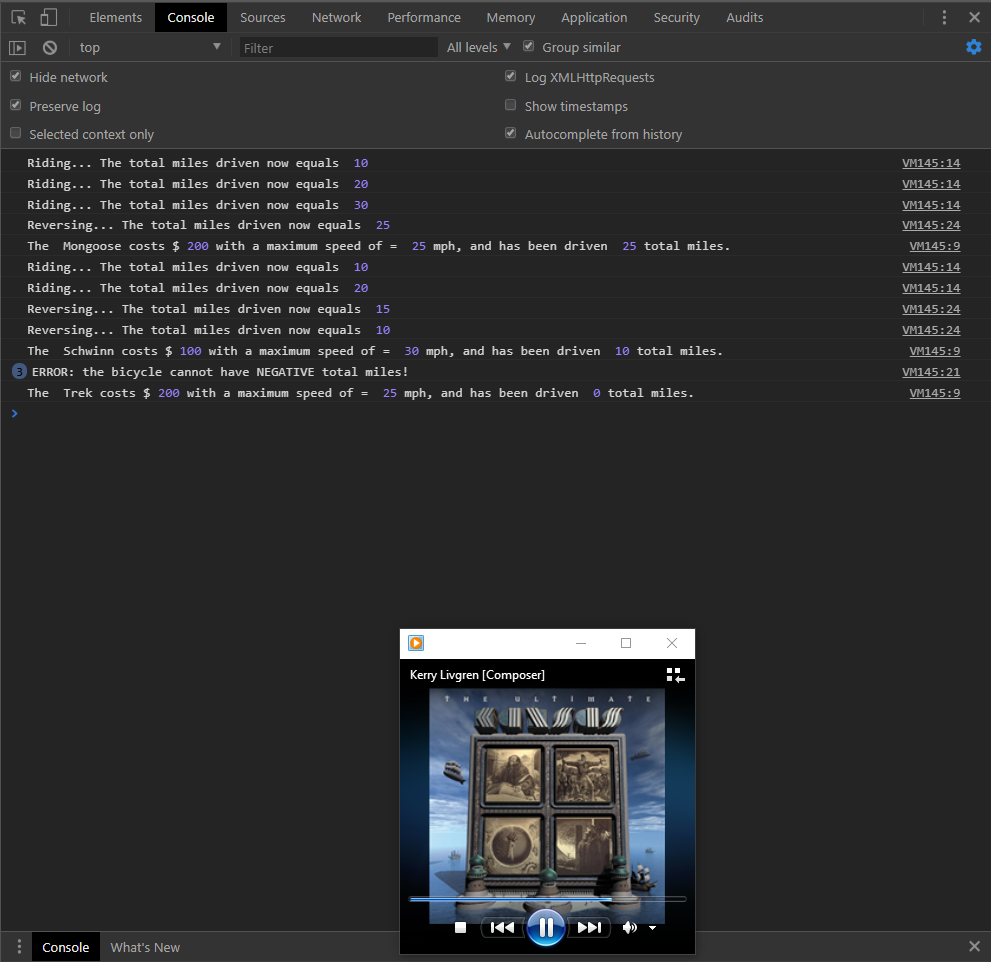 Elements Console Sources Network Performance Memory Application Security Audits
top Filter All levels Group similar
Hide network Log XMLHttpRequests
Preserve log Show timestamps
Selected context only Autocomplete from history
Riding... The total miles driven now equals 10 VM145:14
Riding... The total miles driven now equals 20 VM145:14
Riding... The total miles driven now equals 30 VM145:14
Reversing... The total miles driven now equals 25 VM145:24
The Mongoose costs $ 200 with a maximum speed of = 25 mph, and has been driven 25 total miles. VM145:9
Riding... The total miles driven now equals 10 VM145:14
Riding... The total miles driven now equals 20 VM145:14
Reversing... The total miles driven now equals 15 VM145:24
Reversing... The total miles driven now equals 10 VM145:24
The Schwinn costs $ 100 with a maximum speed of = 30 mph, and has been driven 10 total miles. VM145:9
3 ERROR: the bicycle cannot have NEGATIVE total miles! VM145:21
The Trek costs $ 200 with a maximum speed of = 25 mph, and has been driven 0 total miles. VM145:9
Kerry Livgren [Composer]
THE ULTIMATE
KANSAS
Console What's New